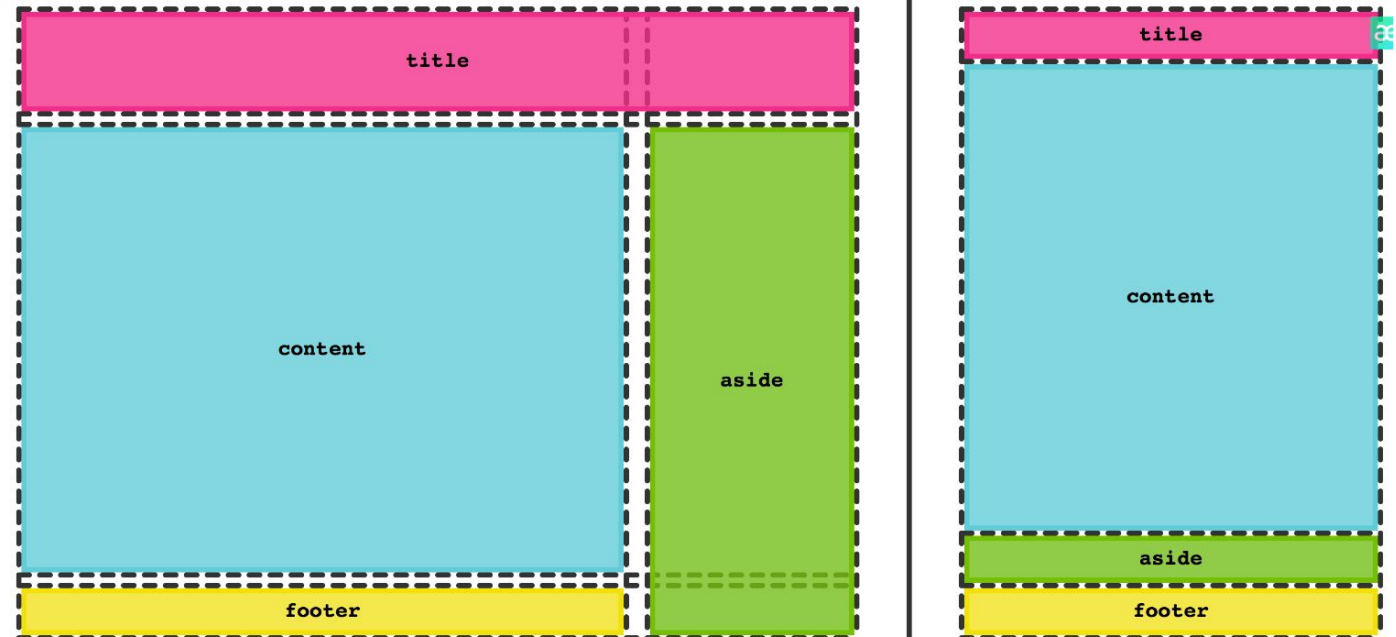 title
content
aside
footer
title
æ
content
aside
footer